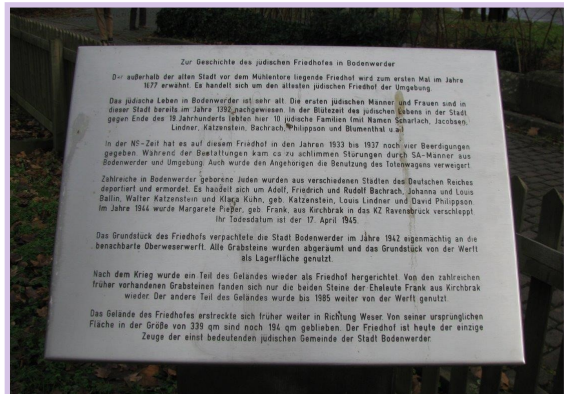 Zur Geschichte des jüdischen Friedhofes in Bodenwerder
Der außerhalb der alten Stadt vor dem Mühlentore liegende Friedhof wird zum ersten Mal im Jahre
1677 erwähnt. Es handelt sich um den ältesten jüdischen Friedhof der Umgebung.
Das jüdische Leben in Bodenwerder ist sehr alt. Die ersten jüdischen Männer und Frauen sind in
dieser Stadt bereits im Jahre 1392 nachgewiesen. In der Blütezeit des jüdischen Lebens in der Stadt
gegen Ende des 19.Jahrhunderts lebten hier 10 jüdische Familien (mit Namen Scharlach, Jacobsen,
Lindner, Katzenstein, Bachrach, Philippson und Blumenthal u.a.)
In der NS-Zeit hat es auf diesem Friedhof in den Jahren 1933 bis 1937 noch vier Beerdigungen
gegeben. Während der Bestattungen kam es zu schlimmen Störungen durch SA-Männer aus
Bodenwerder und Umgebung. Auch wurde den Angehörigen die Benutzung des Totenwagens verweigert.
Zahlreiche in Bodenwerder geborene Juden wurden aus verschiedenen Städten des Deutschen Reiches
deportiert und ermordet. Es handelt sich um Adolf, Friedrich und Rudolf Bachrach, Johanna und Louis
Ballin, Walter Katzenstein und Klara Kuhn, geb. Katzenstein, Louis Lindner und David Philippson.
Im Jahre 1944 wurde Margarete Pieper, geb. Frank, aus Kirchbrak in das KZ Ravensbrück verschleppt
Ihr Todesdatum ist der 17. April 1945.
Das Grundstück des Friedhofs verpachtete die Stadt Bodenwerder im Jahre 1942 eigenmächtig an die
benachbarte Oberweserwerft. Alle Grabsteine wurden abgeräumt und das Grundstück von der Werft
als Lagerfläche genutzt.
Nach dem Krieg wurde ein Teil des Geländes wieder als Friedhof hergerichtet. Von den zahlreichen
früher vorhandenen Grabsteinen fanden sich nur die beiden Steine der Eheleute Frank aus Kirchbrak
wieder. Der andere Teil des Geländes wurde bis 1985 weiter von der Werft genutzt.
Das Gelände des Friedhofes erstreckte sich früher weiter in Richtung Weser. Von seiner ursprünglichen
Fläche in der Größe von 339 qm sind noch 194 qm geblieben. Der Friedhof ist heute der einzige
Zeuge der einst bedeutenden jüdischen Gemeinde der Stadt Bodenwerder